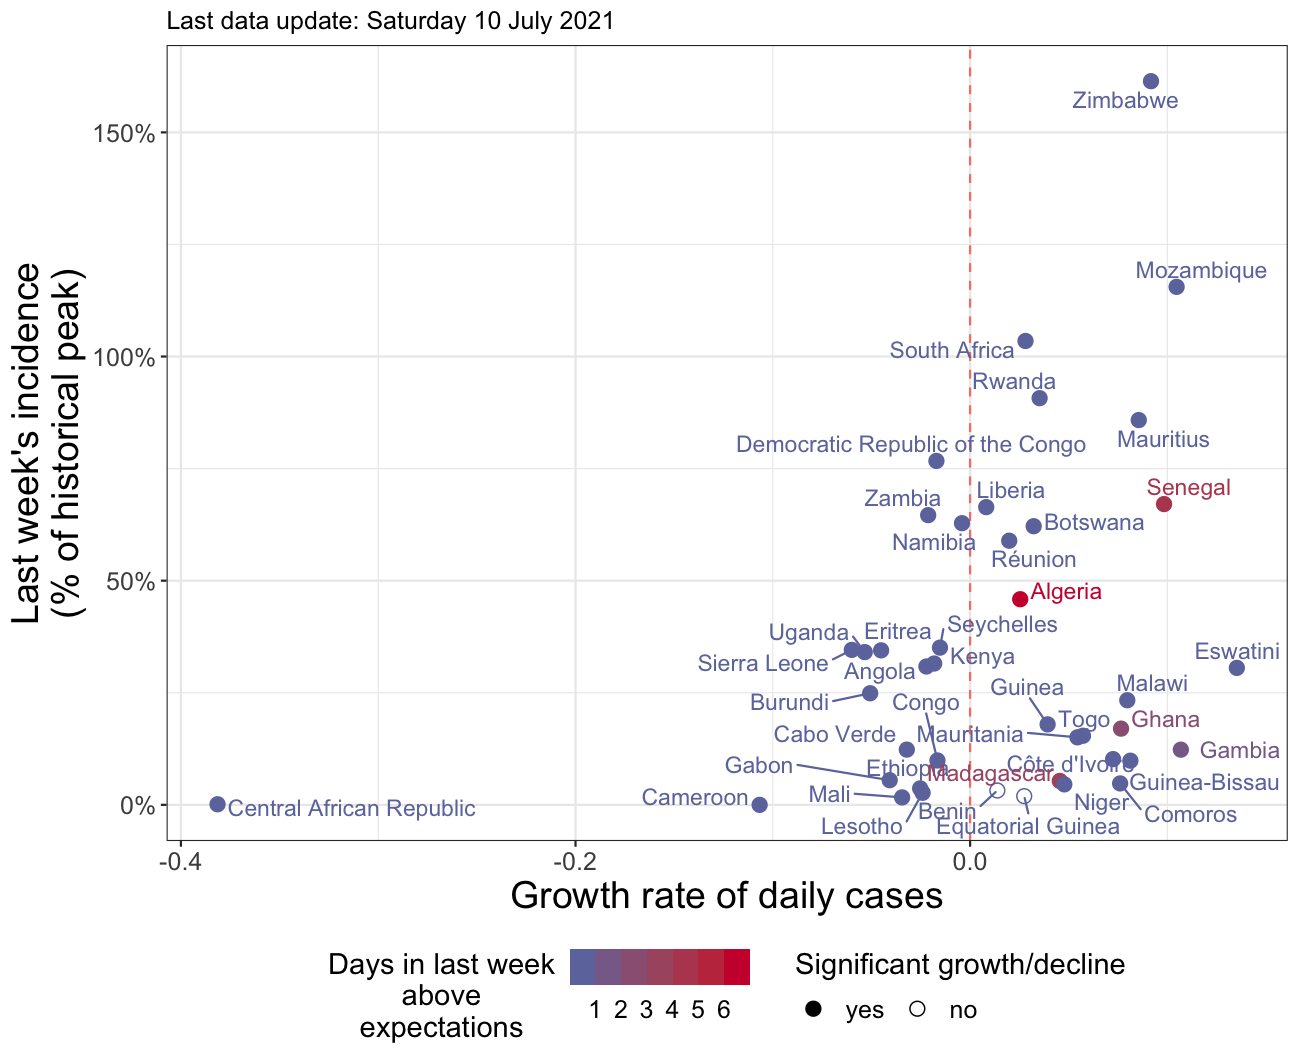 Last data update: Saturday 10 July 2021
Last week's incidence
(% of historical peak)
150%
100%
50%
0%
Zimbabwe
Mozambique
South Africa
Rwanda
Mauritius
Democratic Republic of the Congo
Senegal
Liberia
Zambia
Botswana
Namibia
Réunion
Algeria
Seychelles
Uganda
Eritrea
Eswatini
Kenya
Sierra Leone
Angola
Malawi
Guinea
Burundi
Congo
Togo
Ghana
Cabo Verde
Mauritania
Gambia
Gabon
Ethiopia
Côte d'Ivoire
Madagascar
Guinea-Bissau
Mali
Cameroon
Niger
Central African Republic
Benin
Comoros
Lesotho
Equatorial Guinea
-0.4
-0.2
0.0
Growth rate of daily cases
Days in last week
above
expectations
1 2 3 4 5 6
Significant growth/decline
yes
no